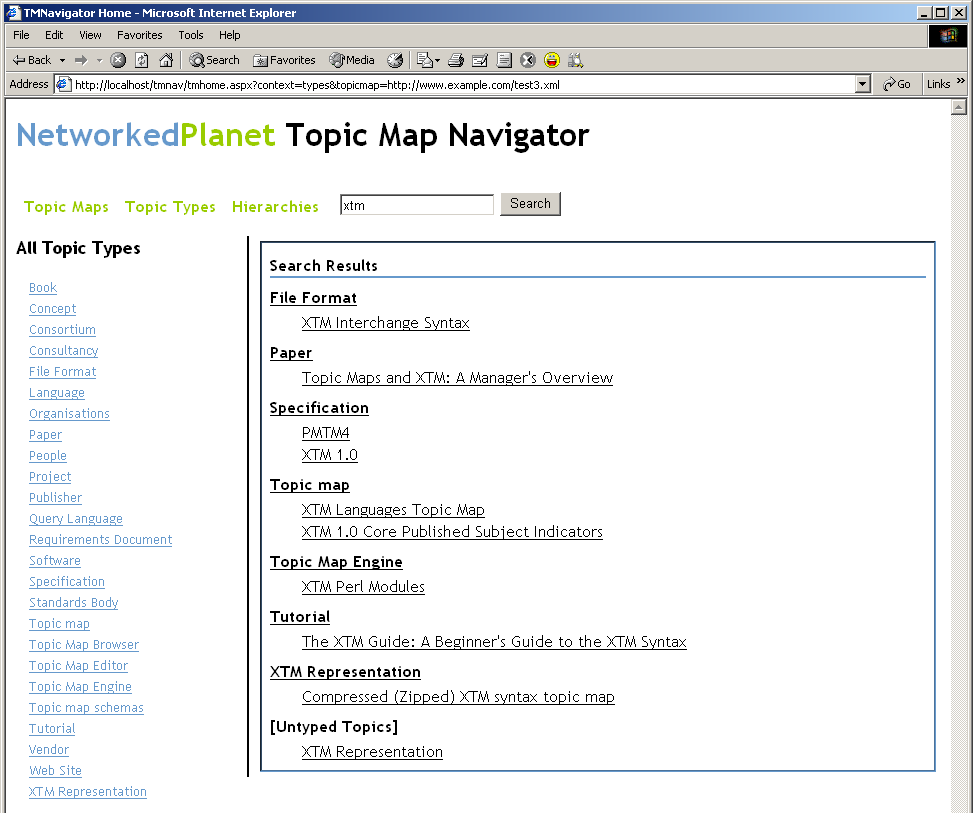 TMNavigator Home - Microsoft Internet Explorer
File Edit View Favorites Tools Help
Back Search Favorites Media
Address http://localhost/tmnav/tmhome.aspx?context=types&topicmap=http://www.example.com/test3.xml Go Links »
NetworkedPlanet Topic Map Navigator
Topic Maps Topic Types Hierarchies xtm Search
All Topic Types
Book
Concept
Consortium
Consultancy
File Format
Language
Organisations
Paper
People
Project
Publisher
Query Language
Requirements Document
Software
Specification
Standards Body
Topic map
Topic Map Browser
Topic Map Editor
Topic Map Engine
Topic map schemas
Tutorial
Vendor
Web Site
XTM Representation
Search Results
File Format
XTM Interchange Syntax
Paper
Topic Maps and XTM: A Manager's Overview
Specification
PMTM4
XTM 1.0
Topic map
XTM Languages Topic Map
XTM 1.0 Core Published Subject Indicators
Topic Map Engine
XTM Perl Modules
Tutorial
The XTM Guide: A Beginner's Guide to the XTM Syntax
XTM Representation
Compressed (Zipped) XTM syntax topic map
[Untyped Topics]
XTM Representation